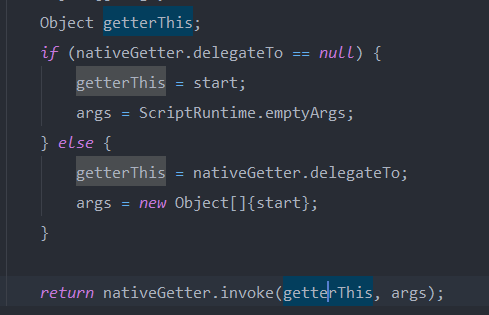 Object getterThis;
if (nativeGetter.delegateTo == null) {
getterThis = start;
args = ScriptRuntime.emptyArgs;
} else {
getterThis = nativeGetter.delegateTo;
args = new Object[]{start};
}
return nativeGetter.invoke(getterThis, args);